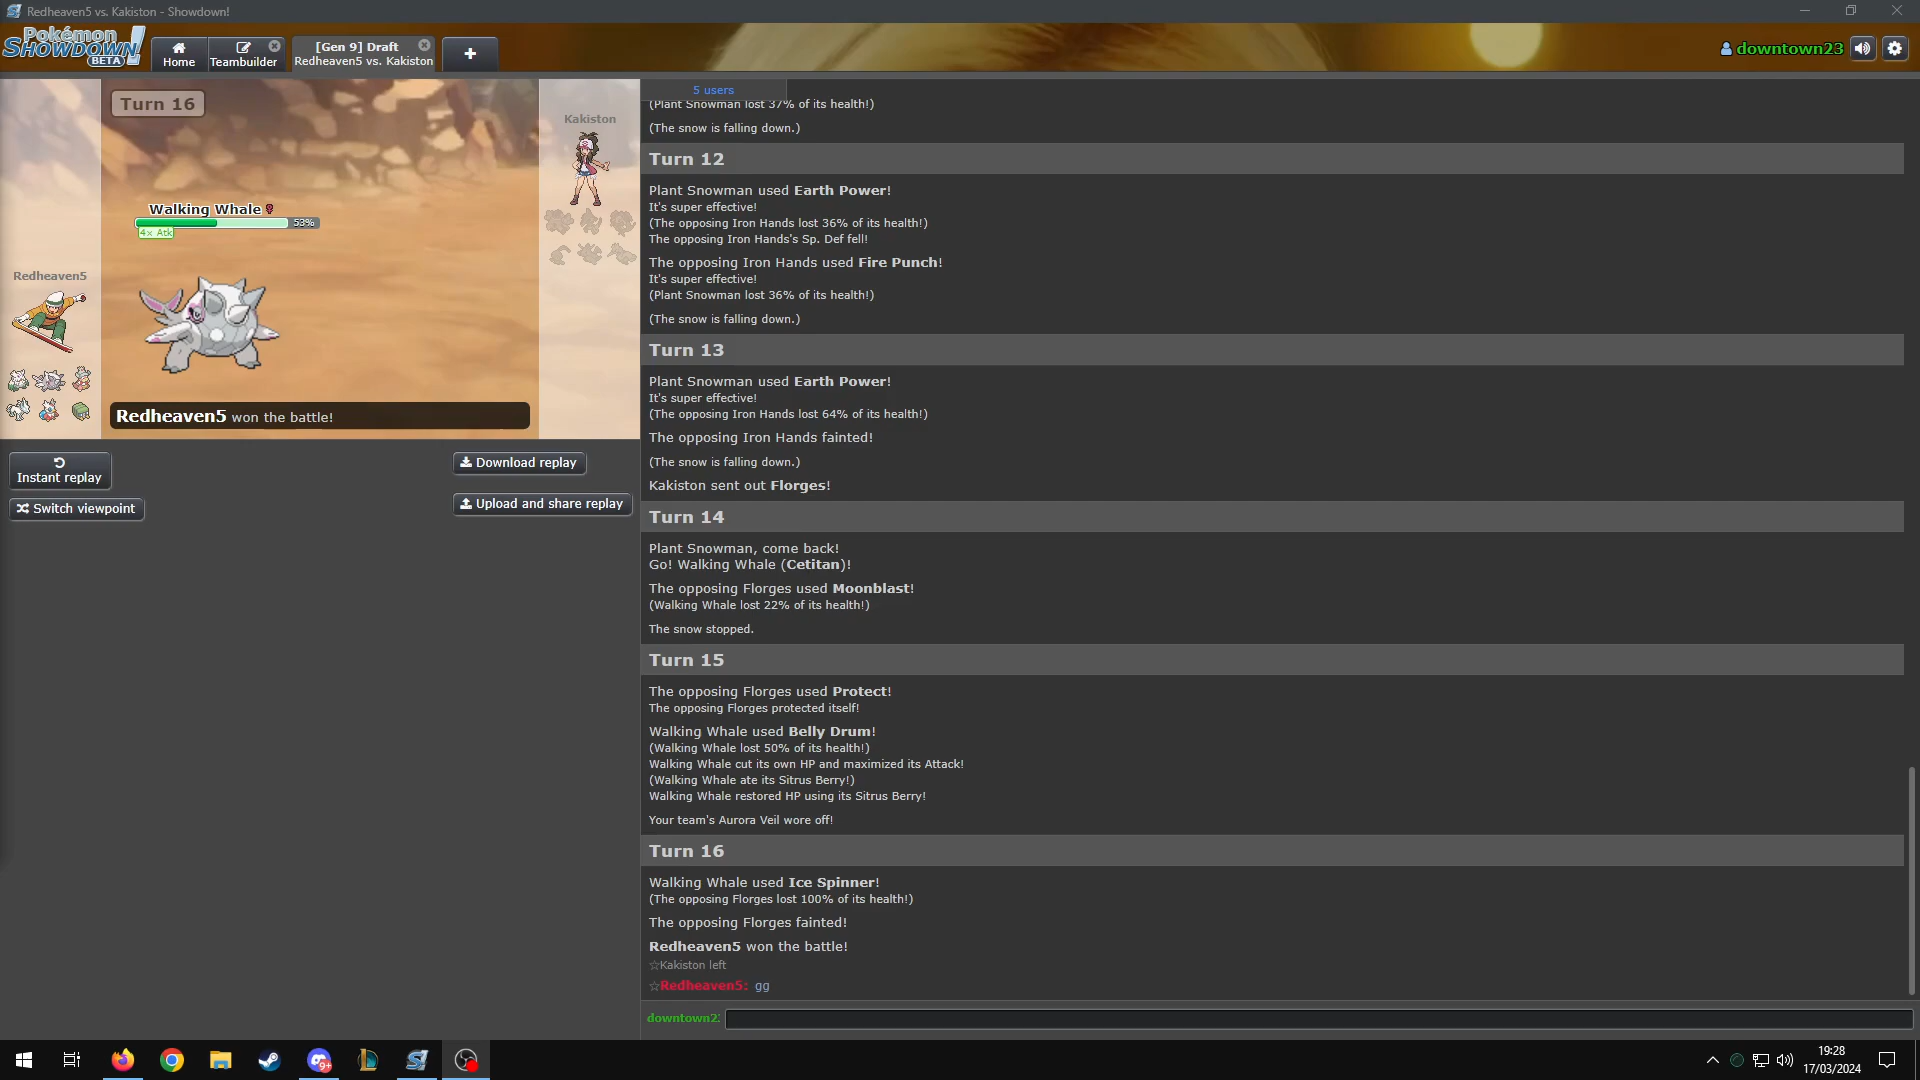 Redheaven5 vs. Kakiston - Showdown!
Pokémon
SHOWDOWN!
BETA
Home
Teambuilder
[Gen 9] Draft
Redheaven5 vs. Kakiston
+
downtown23
Turn 16
Kakiston
Walking Whale
53%
4x Atk
Redheaven5
Redheaven5 won the battle!
Instant replay
Switch viewpoint
Download replay
Upload and share replay
5 users
(Plant Snowman lost 37% of its health!)
(The snow is falling down.)
Turn 12
Plant Snowman used Earth Power!
It's super effective!
(The opposing Iron Hands lost 36% of its health!)
The opposing Iron Hands's Sp. Def fell!
The opposing Iron Hands used Fire Punch!
It's super effective!
(Plant Snowman lost 36% of its health!)
(The snow is falling down.)
Turn 13
Plant Snowman used Earth Power!
It's super effective!
(The opposing Iron Hands lost 64% of its health!)
The opposing Iron Hands fainted!
(The snow is falling down.)
Kakiston sent out Florges!
Turn 14
Plant Snowman, come back!
Go! Walking Whale (Cetitan)!
The opposing Florges used Moonblast!
(Walking Whale lost 22% of its health!)
The snow stopped.
Turn 15
The opposing Florges used Protect!
The opposing Florges protected itself!
Walking Whale used Belly Drum!
(Walking Whale lost 50% of its health!)
Walking Whale cut its own HP and maximized its Attack!
(Walking Whale ate its Sitrus Berry!)
Walking Whale restored HP using its Sitrus Berry!
Your team's Aurora Veil wore off!
Turn 16
Walking Whale used Ice Spinner!
(The opposing Florges lost 100% of its health!)
The opposing Florges fainted!
Redheaven5 won the battle!
☆Kakiston left
☆Redheaven5: gg
downtown2:
9+
19:28
17/03/2024